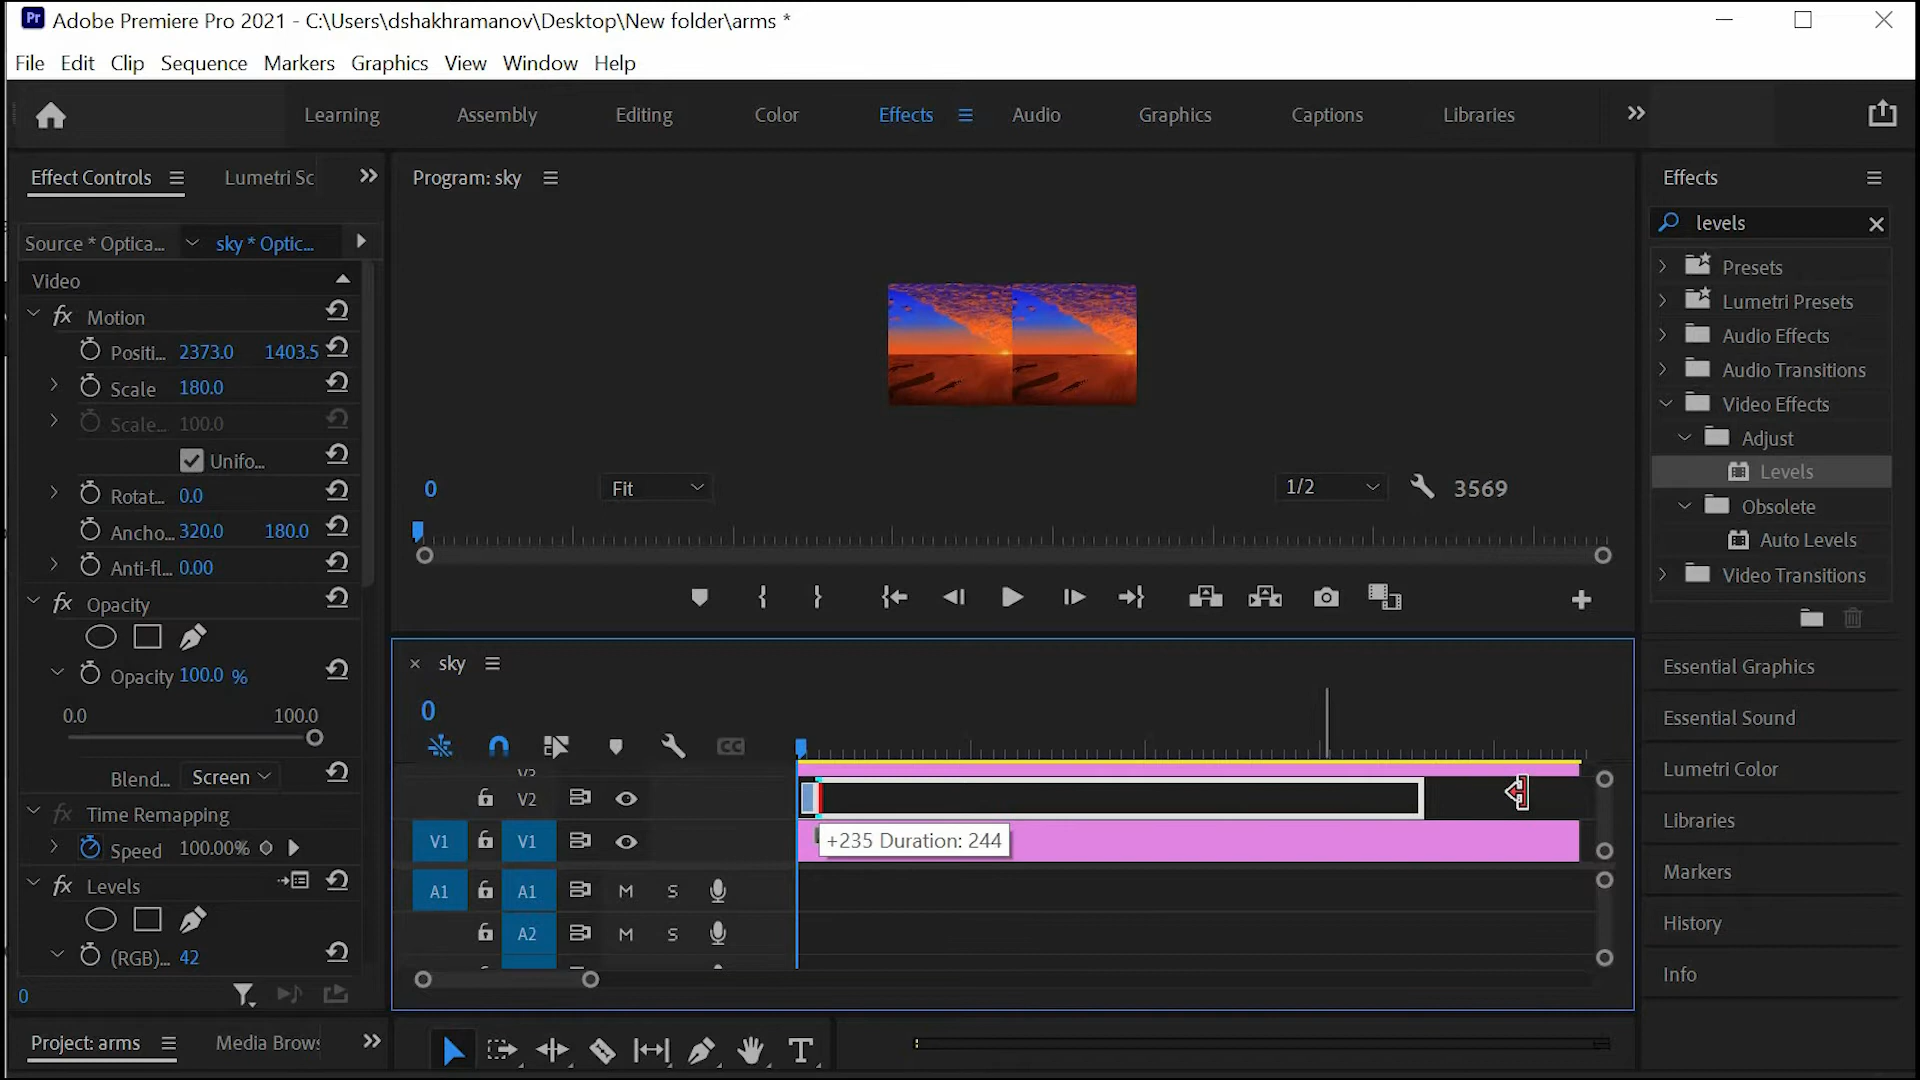 Pr Adobe Premiere Pro 2021 - C:\Users\dshakhramanov\Desktop\New folder\arms *
File Edit Clip Sequence Markers Graphics View Window Help
Learning Assembly Editing Color Effects Audio Graphics Captions Libraries
Effect Controls Lumetri Sc
Source * Optica... sky * Optic...
Video
fx Motion
Positi... 2373.0 1403.5
Scale 180.0
Scale... 100.0
Unifo...
Rotat... 0.0
Ancho... 320.0 180.0
Anti-fl... 0.00
fx Opacity
Opacity 100.0 %
0.0 100.0
Blend... Screen
fx Time Remapping
Speed 100.00%
fx Levels
(RGB)... 42
0
Project: arms Media Brows
Program: sky
0 Fit 1/2 3569
× sky
0
V3
V2
V1 V1
+235 Duration: 244
A1 A1 M S
A2 M S
T
Effects
levels
Presets
Lumetri Presets
Audio Effects
Audio Transitions
Video Effects
Adjust
Levels
Obsolete
Auto Levels
Video Transitions
Essential Graphics
Essential Sound
Lumetri Color
Libraries
Markers
History
Info